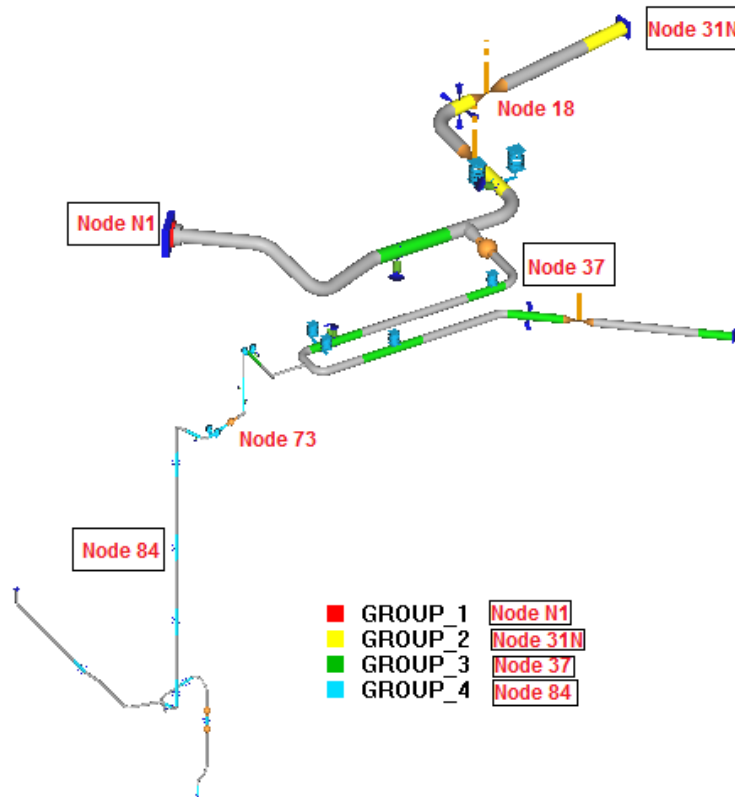 Node 31N
Node 18
Node N1
Node 37
Node 73
Node 84
GROUP_1 Node N1
GROUP_2 Node 31N
GROUP_3 Node 37
GROUP_4 Node 84